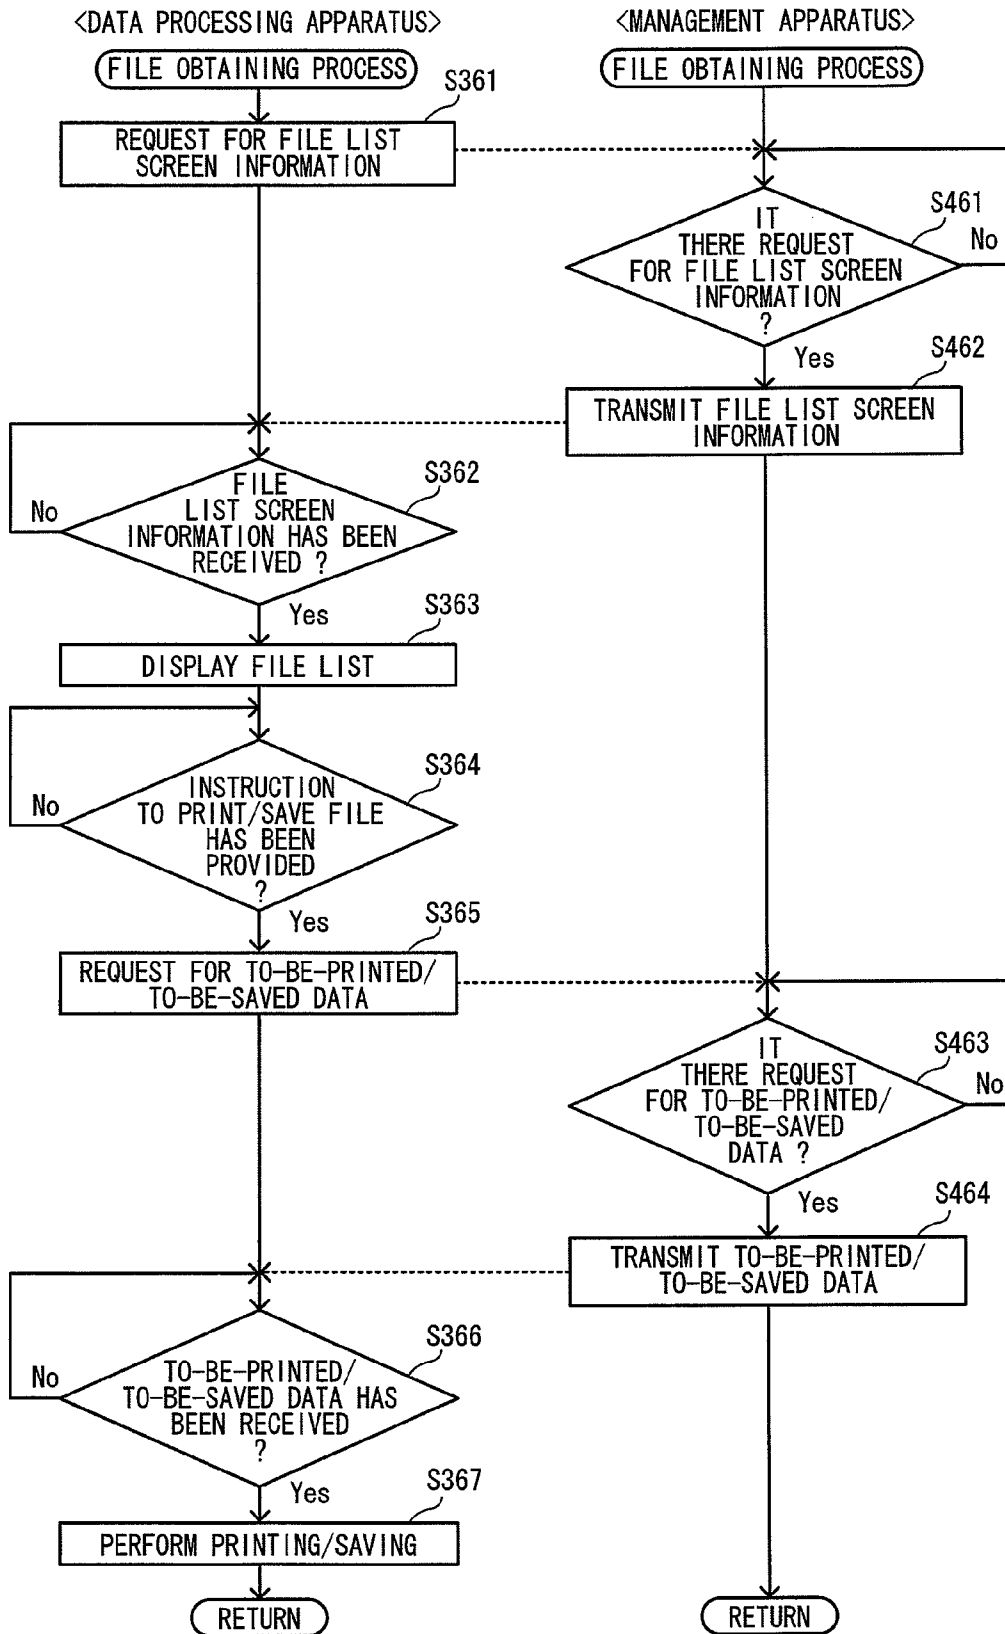 <DATA PROCESSING APPARATUS>
FILE OBTAINING PROCESS
S361
REQUEST FOR FILE LIST
SCREEN INFORMATION
S362
FILE
LIST SCREEN
INFORMATION HAS BEEN
RECEIVED ?
No
Yes
S363
DISPLAY FILE LIST
S364
INSTRUCTION
TO PRINT/SAVE FILE
HAS BEEN
PROVIDED
?
No
Yes
S365
REQUEST FOR TO-BE-PRINTED/
TO-BE-SAVED DATA
S366
TO-BE-PRINTED/
TO-BE-SAVED DATA HAS
BEEN RECEIVED
?
No
Yes
S367
PERFORM PRINTING/SAVING
RETURN
<MANAGEMENT APPARATUS>
FILE OBTAINING PROCESS
S461
IT
THERE REQUEST
FOR FILE LIST SCREEN
INFORMATION
?
No
Yes
S462
TRANSMIT FILE LIST SCREEN
INFORMATION
S463
IT
THERE REQUEST
FOR TO-BE-PRINTED/
TO-BE-SAVED
DATA ?
No
Yes
S464
TRANSMIT TO-BE-PRINTED/
TO-BE-SAVED DATA
RETURN